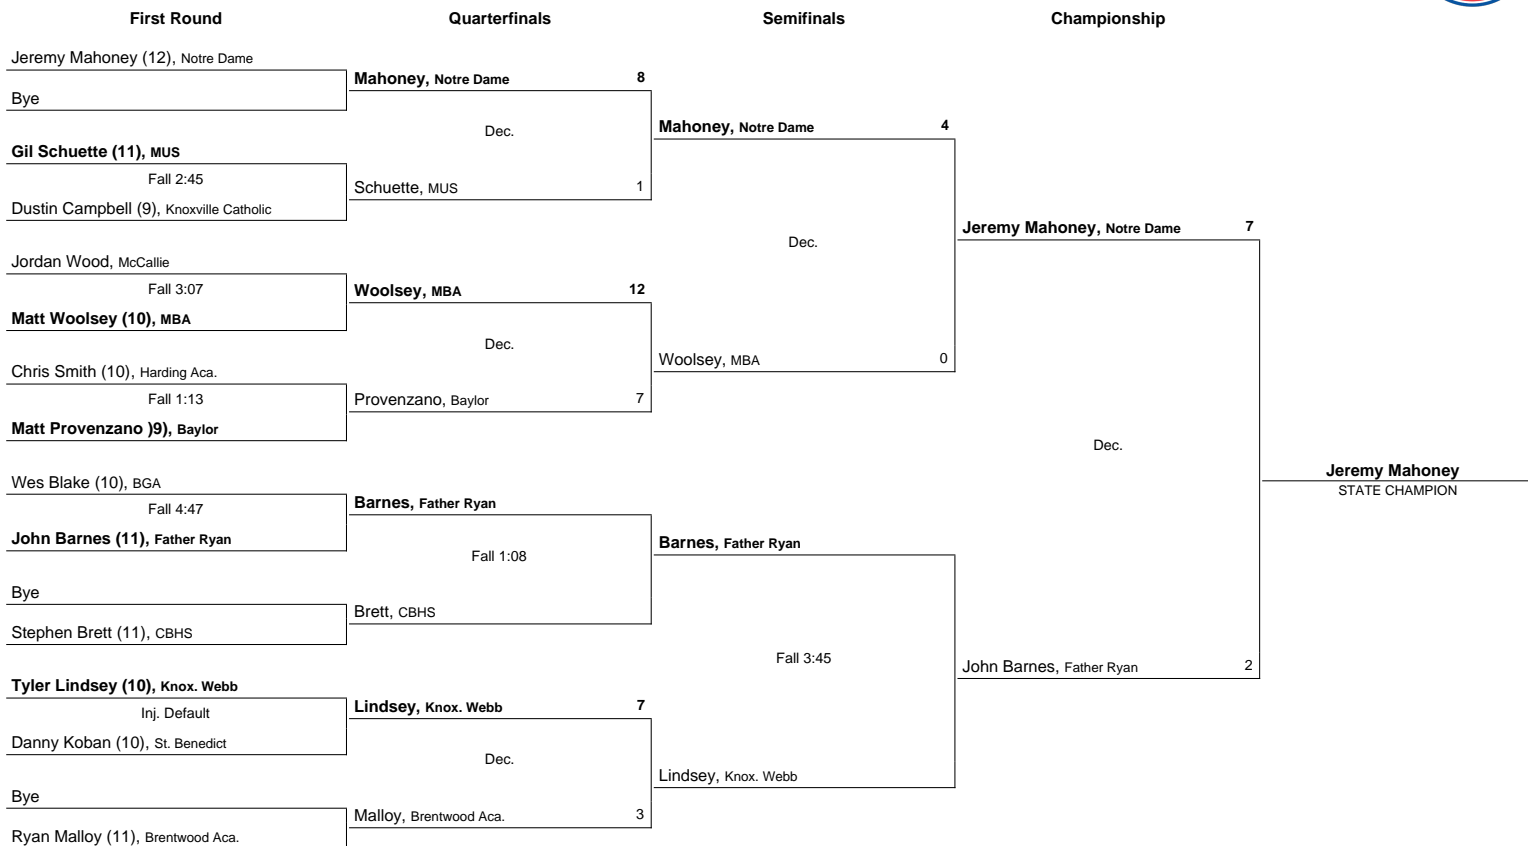 First Round Quarterfinals Semifinals Championship
Jeremy Mahoney (12), Notre Dame
Bye
Gil Schuette (11), MUS
Fall 2:45
Dustin Campbell (9), Knoxville Catholic
Jordan Wood, McCallie
Fall 3:07
Matt Woolsey (10), MBA
Chris Smith (10), Harding Aca.
Fall 1:13
Matt Provenzano )9), Baylor
Wes Blake (10), BGA
Fall 4:47
John Barnes (11), Father Ryan
Bye
Stephen Brett (11), CBHS
Tyler Lindsey (10), Knox. Webb
Inj. Default
Danny Koban (10), St. Benedict
Bye
Ryan Malloy (11), Brentwood Aca.
Mahoney, Notre Dame 8
Dec.
Schuette, MUS 1
Woolsey, MBA 12
Dec.
Provenzano, Baylor 7
Barnes, Father Ryan
Fall 1:08
Brett, CBHS
Lindsey, Knox. Webb 7
Dec.
Malloy, Brentwood Aca. 3
Mahoney, Notre Dame 4
Dec.
Woolsey, MBA 0
Barnes, Father Ryan
Fall 3:45
Lindsey, Knox. Webb
Jeremy Mahoney, Notre Dame 7
Dec.
John Barnes, Father Ryan 2
Jeremy Mahoney
STATE CHAMPION